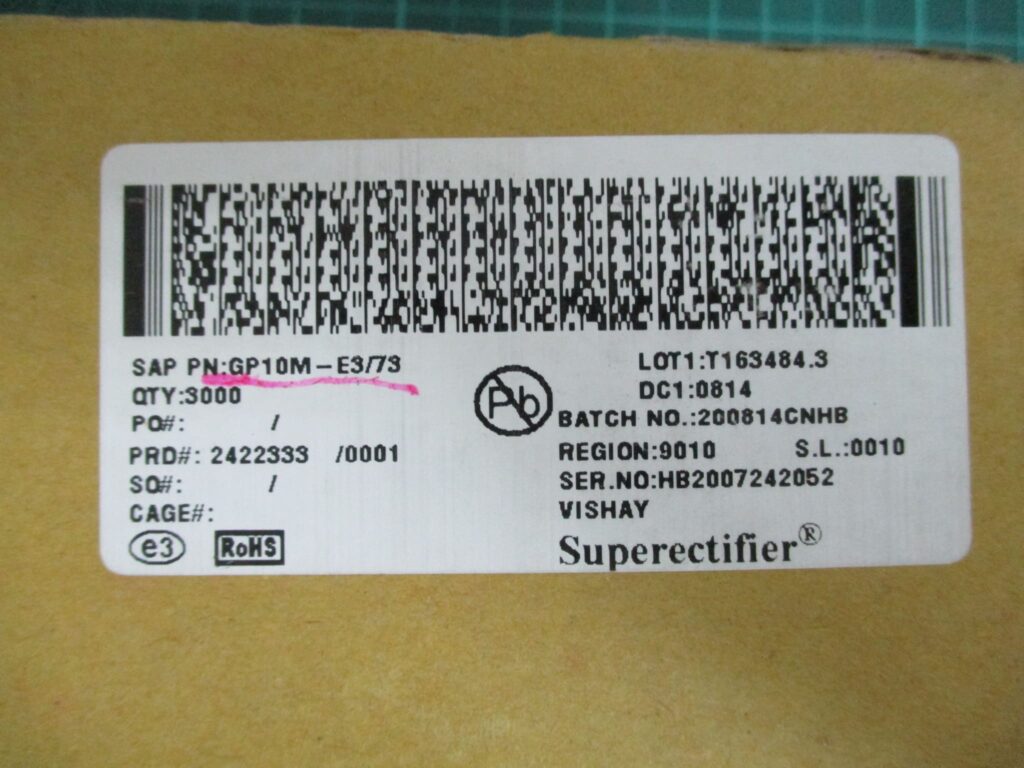 SAP PN:GP10M-E3/73
QTY:3000
PO#: /
PRD#: 2422333 /0001
SO#: /
CAGE#:
e3 RoHS
Pb
LOT1:T163484.3
DC1:0814
BATCH NO.:200814CNHB
REGION:9010 S.L.:0010
SER.NO:HB2007242052
VISHAY
Superectifier®